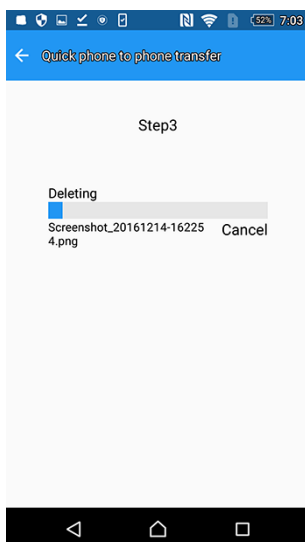 52% 7:03
Quick phone to phone transfer
Step3
Deleting
Screenshot_20161214-16225
4.png
Cancel